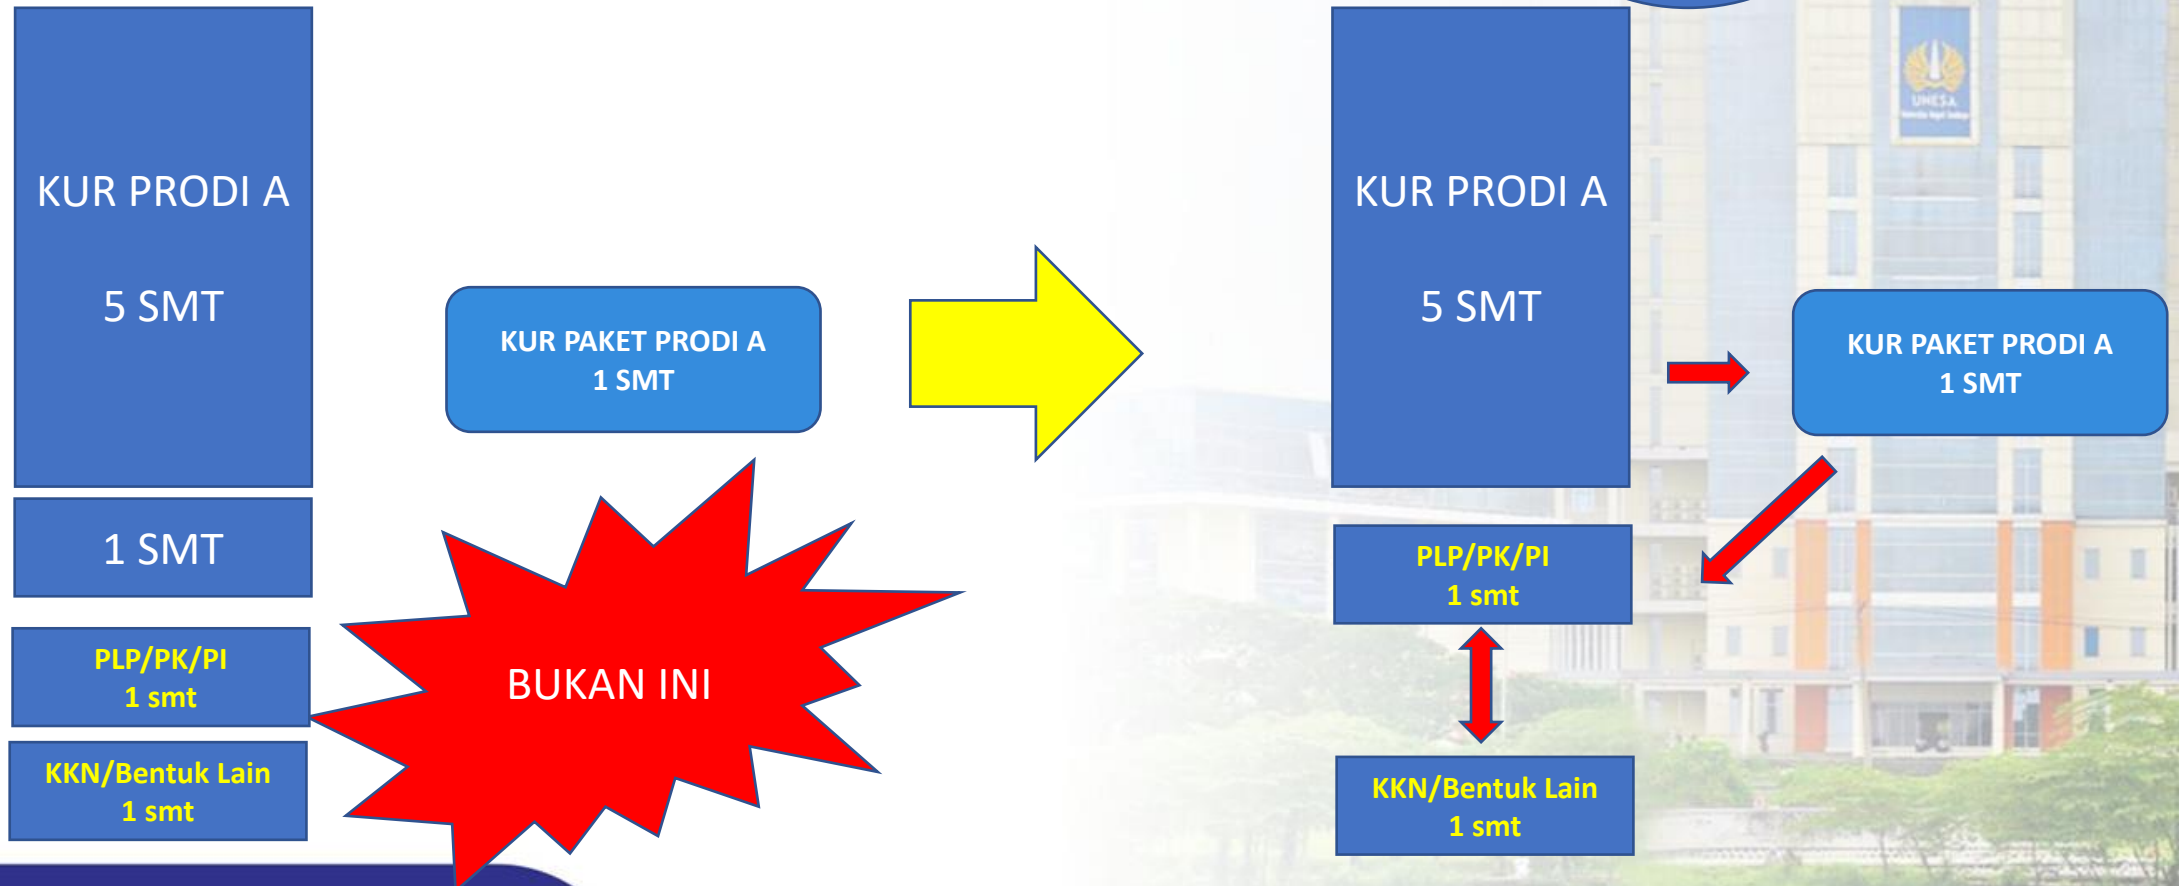 KUR PRODI A
5 SMT
1 SMT
PLP/PK/PI
1 smt
KKN/Bentuk Lain
1 smt
KUR PAKET PRODI A
1 SMT
BUKAN INI
KUR PRODI A
5 SMT
PLP/PK/PI
1 smt
KKN/Bentuk Lain
1 smt
KUR PAKET PRODI A
1 SMT
UNESA